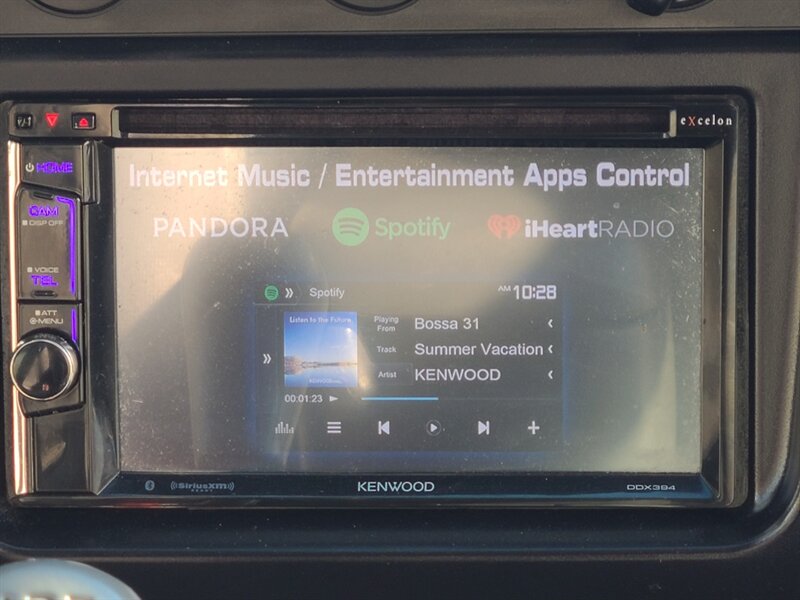 eXcelon
HOME
CAM
DISP OFF
VOICE
TEL
ATT
MENU
Internet Music / Entertainment Apps Control
PANDORA Spotify iHeartRADIO
Spotify AM 10:28
Listen to the Future
KENWOOD
Playing From Bossa 31
Track Summer Vacation
Artist KENWOOD
00:01:23
((SiriusXM))
READY
KENWOOD
DDX394